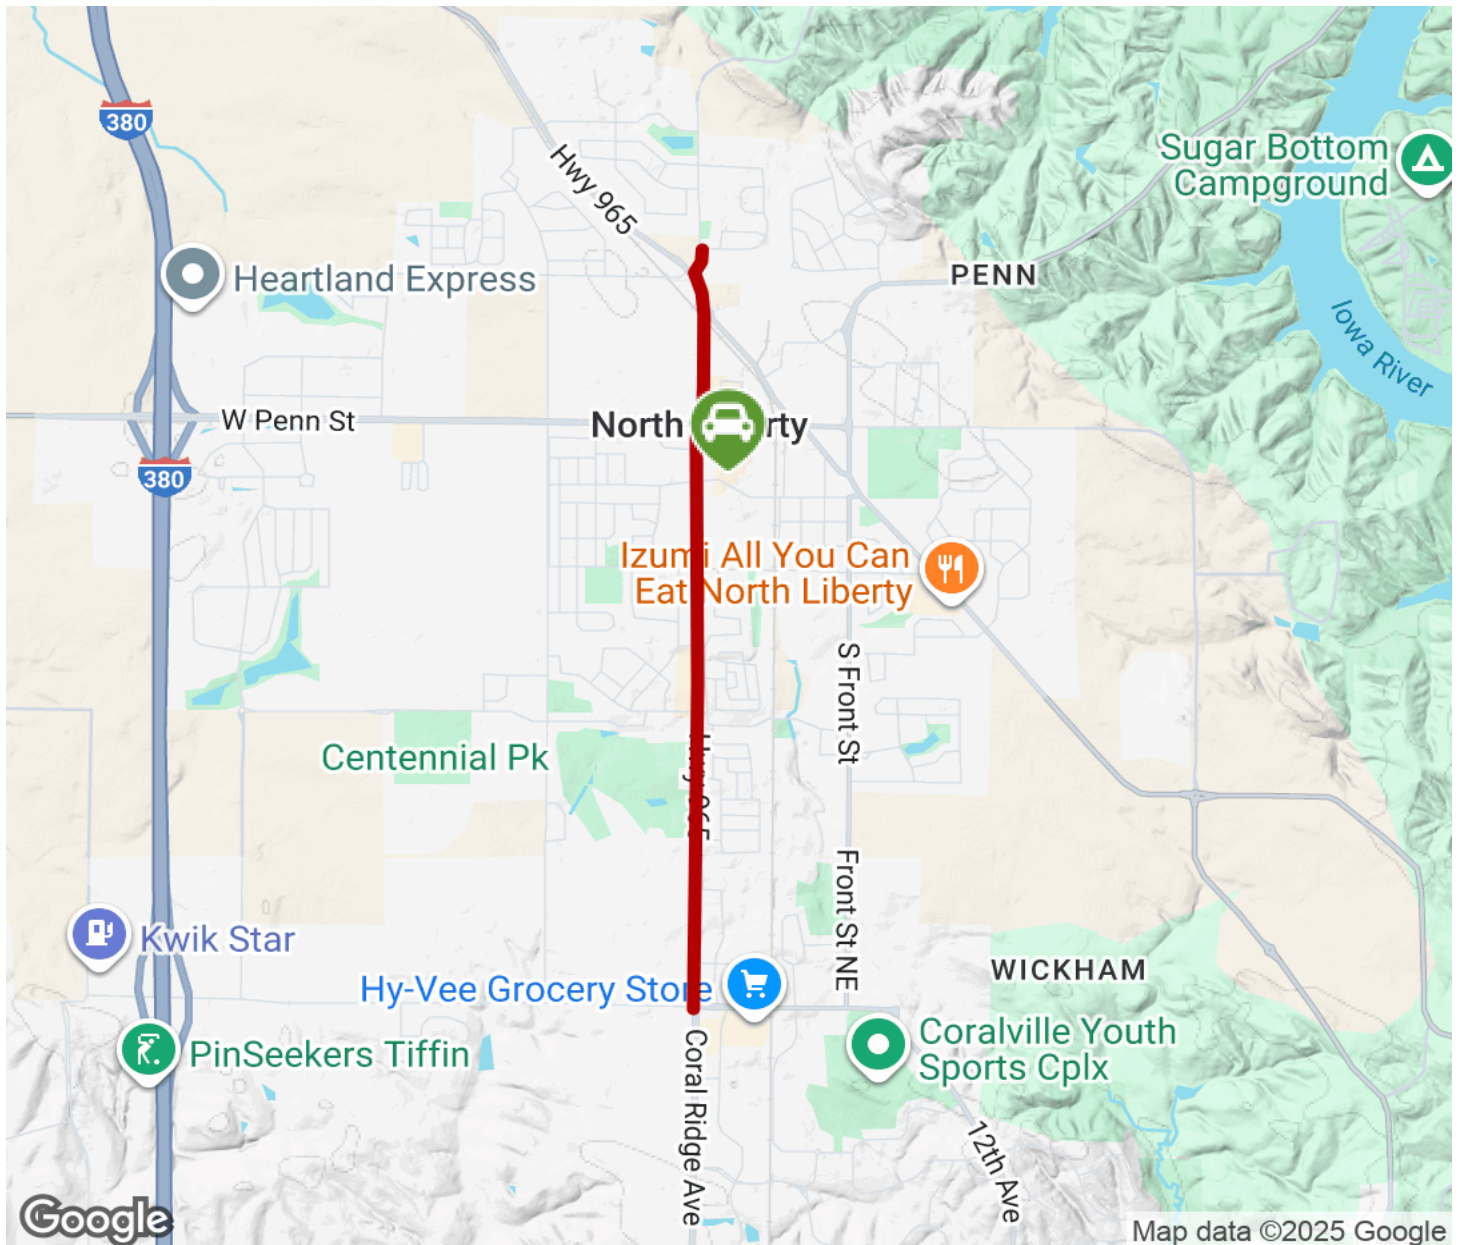 380
Hwy 965
Sugar Bottom
Campground
Heartland Express
PENN
Iowa River
W Penn St
North rty
380
Izumi All You Can
Eat North Liberty
S Front St
Centennial Pk
Hwy 965
Front St NE
Kwik Star
WICKHAM
Hy-Vee Grocery Store
Coralville Youth
Sports Cplx
PinSeekers Tiffin
Coral Ridge Ave
12th Ave
Google
Map data ©2025 Google